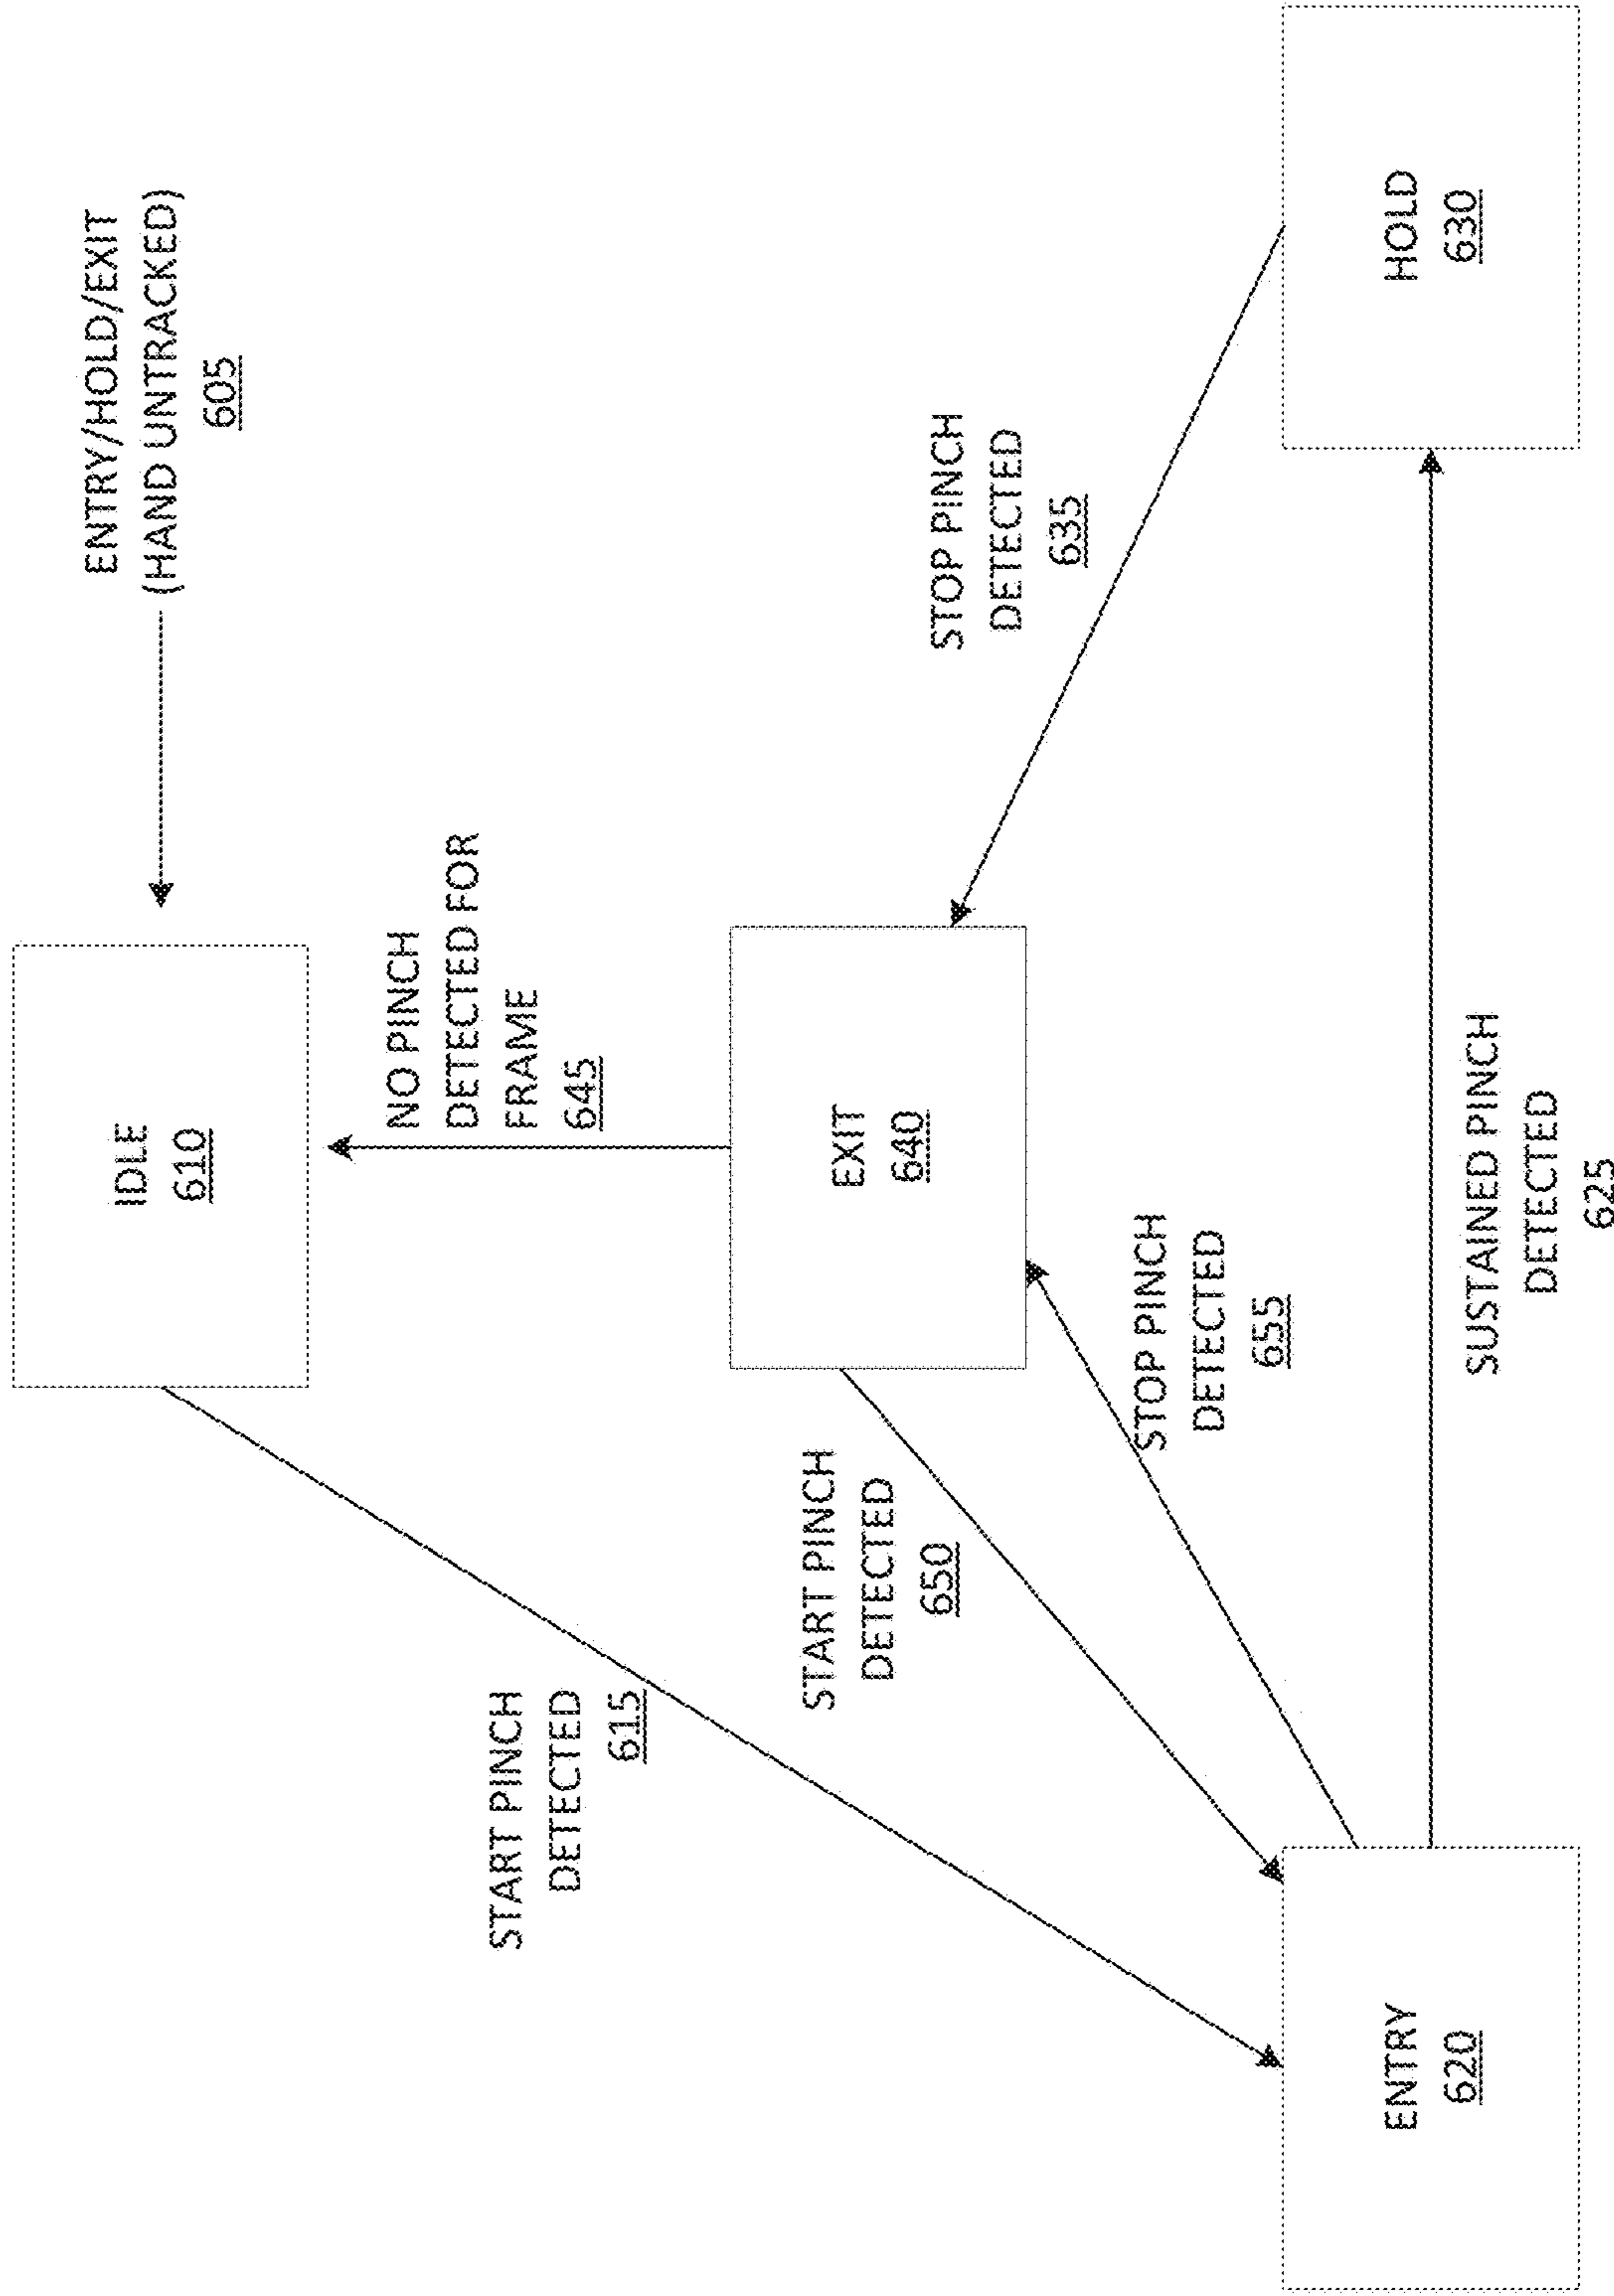 IDLE
610
ENTRY/HOLD/EXIT
(HAND UNTRACKED)
605
START PINCH
DETECTED
615
NO PINCH
DETECTED FOR
FRAME
645
START PINCH
DETECTED
650
EXIT
640
STOP PINCH
DETECTED
635
STOP PINCH
DETECTED
655
ENTRY
620
HOLD
630
SUSTAINED PINCH
DETECTED
625